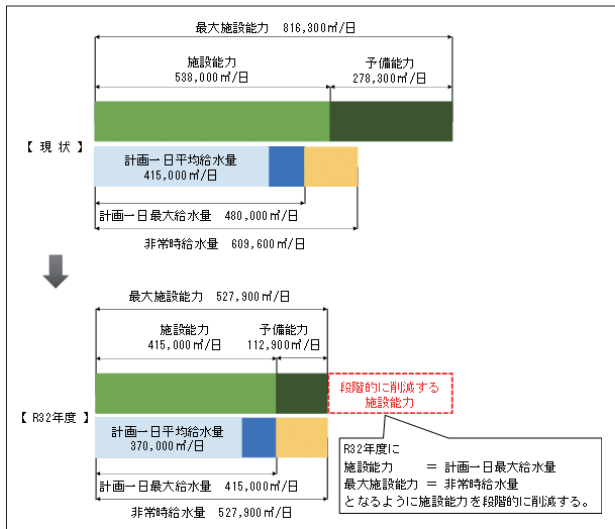 最大施設能力 816,300㎥/日
施設能力
538,000㎥/日
予備能力
278,300㎥/日
【 現 状 】
計画一日平均給水量
415,000㎥/日
計画一日最大給水量 480,000㎥/日
非常時給水量 609,600㎥/日
最大施設能力 527,900㎥/日
施設能力
415,000㎥/日
予備能力
112,900㎥/日
段階的に削減する
施設能力
【 R32年度 】
計画一日平均給水量
370,000㎥/日
計画一日最大給水量 415,000㎥/日
非常時給水量 527,900㎥/日
R32年度に
施設能力 = 計画一日最大給水量
最大施設能力 = 非常時給水量
となるように施設能力を段階的に削減する。